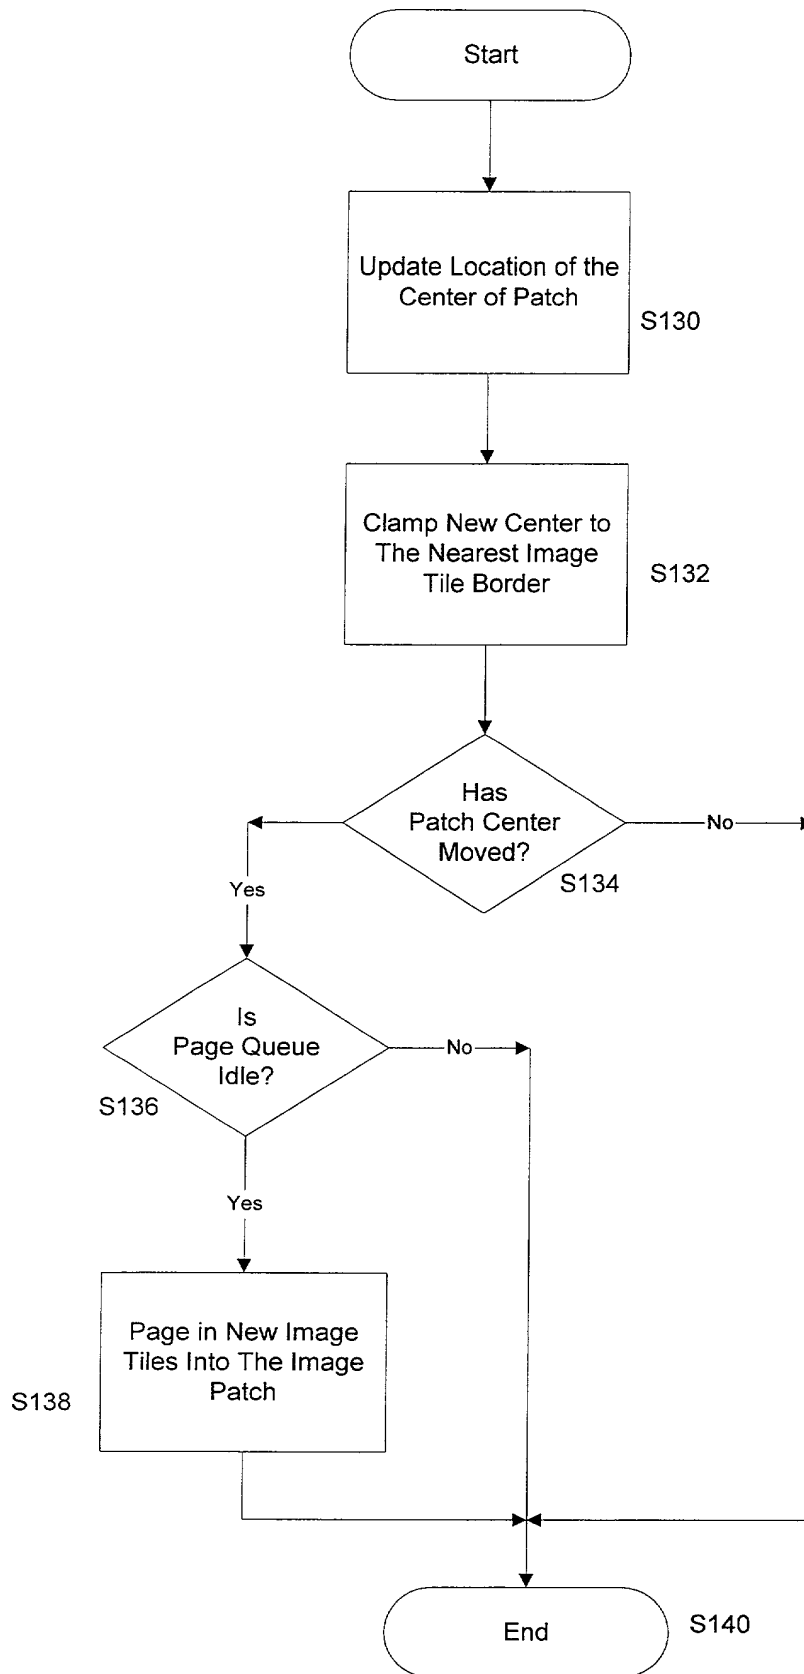 Start
Update Location of the
Center of Patch
S130
Clamp New Center to
The Nearest Image
Tile Border
S132
Has
Patch Center
Moved?
No
S134
Yes
Is
Page Queue
Idle?
No
S136
Yes
Page in New Image
Tiles Into The Image
Patch
S138
End
S140